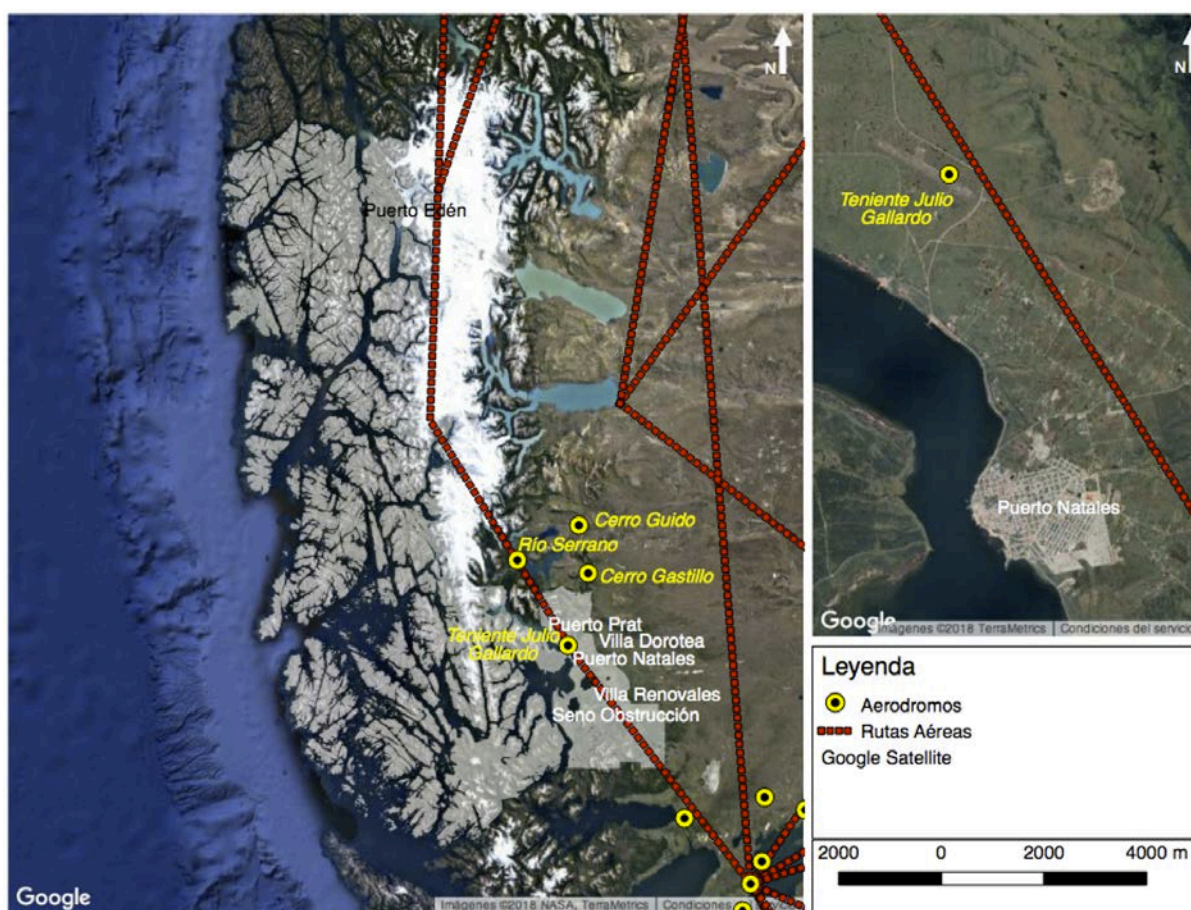 N
Puerto Edén
Cerro Guido
Río Serrano
Cerro Gastillo
Puerto Prat
Teniente Julio
Gallardo
Villa Dorotea
Puerto Natales
Villa Renovales
Seno Obstrucción
Google
Imágenes ©2018 NASA, TerraMetrics
N
Teniente Julio
Gallardo
Puerto Natales
Google
Imágenes ©2018 TerraMetrics Condiciones del servicio
Leyenda
Aerodromos
Rutas Aéreas
Google Satellite
2000 0 2000 4000 m